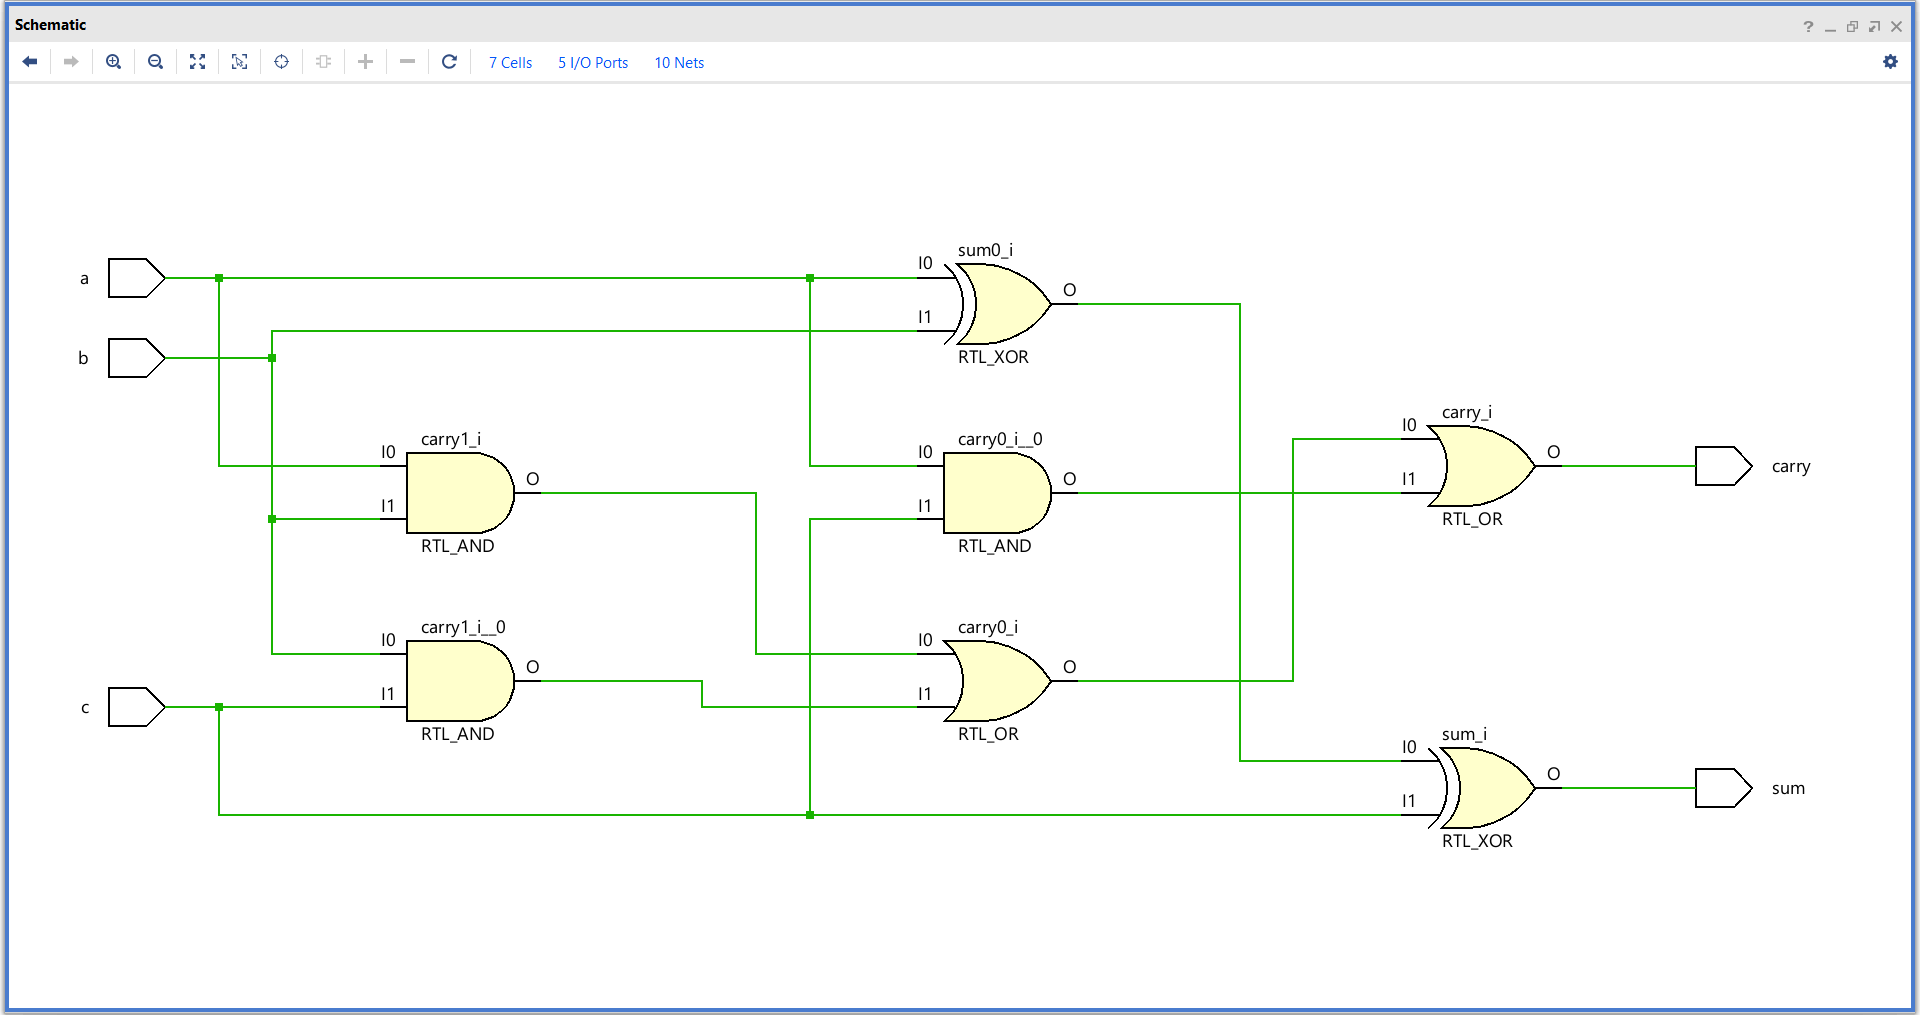 Schematic
?
7 Cells 5 I/O Ports 10 Nets
sum0_i
a
I0
O
I1
b
RTL_XOR
carry_i
I0
carry1_i
carry0_i__0
I0
I0
O
carry
O
O
I1
I1
I1
RTL_OR
RTL_AND
RTL_AND
carry1_i__0
carry0_i
I0
I0
O
O
I1
I1
c
RTL_AND
RTL_OR
sum_i
I0
O
sum
I1
RTL_XOR